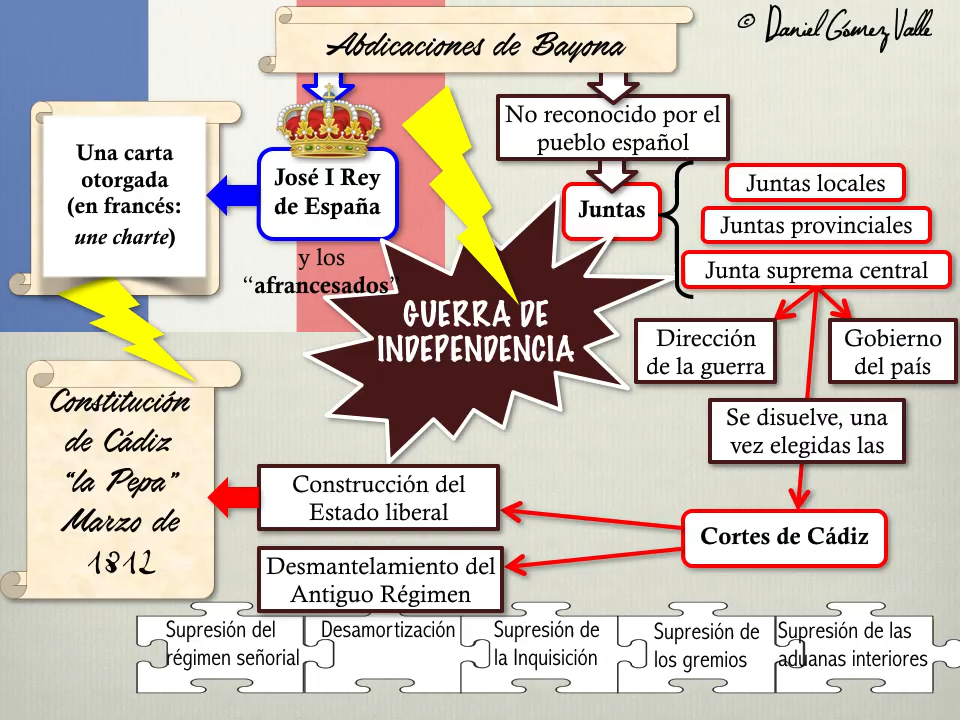 © Daniel Gómez Valle
Abdicaciones de Bayona
No reconocido por el
pueblo español
Una carta
otorgada
(en francés:
une charte)
José I Rey
de España
y los
“afrancesados”
Juntas
Juntas locales
Juntas provinciales
Junta suprema central
GUERRA DE
INDEPENDENCIA
Dirección
de la guerra
Gobierno
del país
Se disuelve, una
vez elegidas las
Cortes de Cádiz
Constitución
de Cádiz
“la Pepa”
Marzo de
1812
Construcción del
Estado liberal
Desmantelamiento del
Antiguo Régimen
Supresión del
régimen señorial
Desamortización
Supresión de
la Inquisición
Supresión de
los gremios
Supresión de las
aduanas interiores